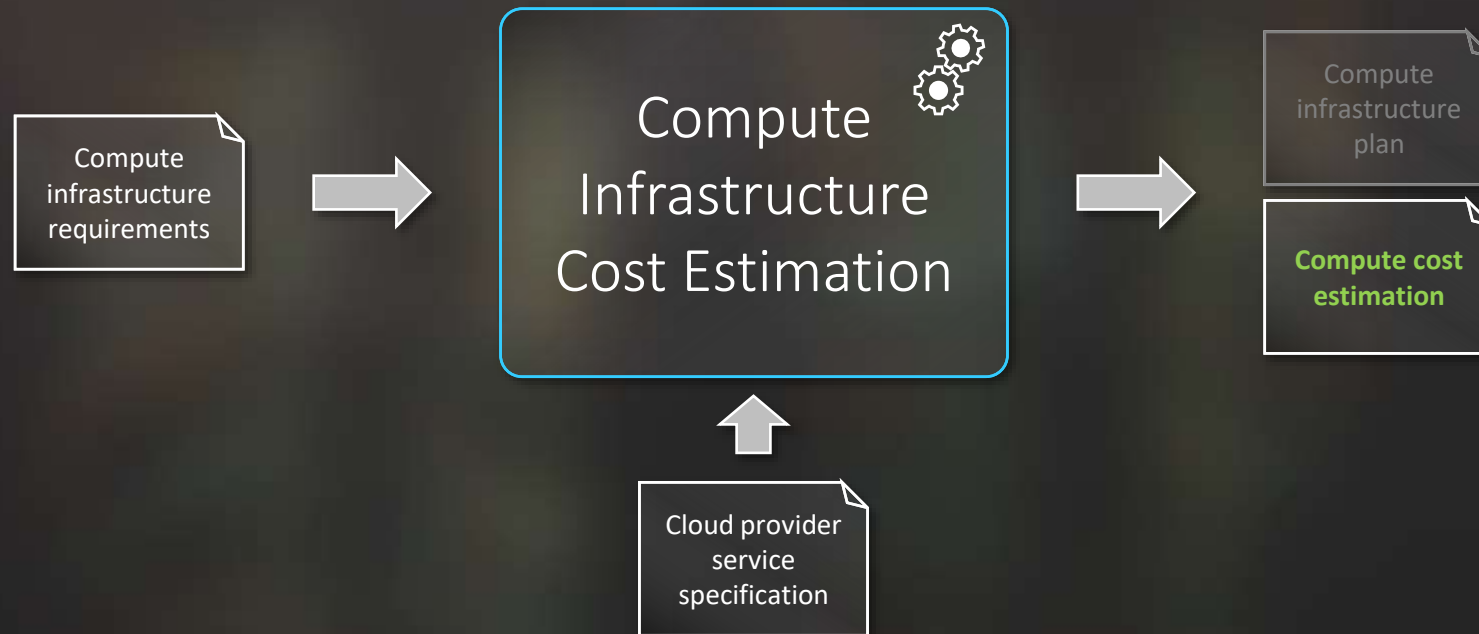 Compute
infrastructure
requirements
Compute
Infrastructure
Cost Estimation
Compute
infrastructure
plan
Compute cost
estimation
Cloud provider
service
specification